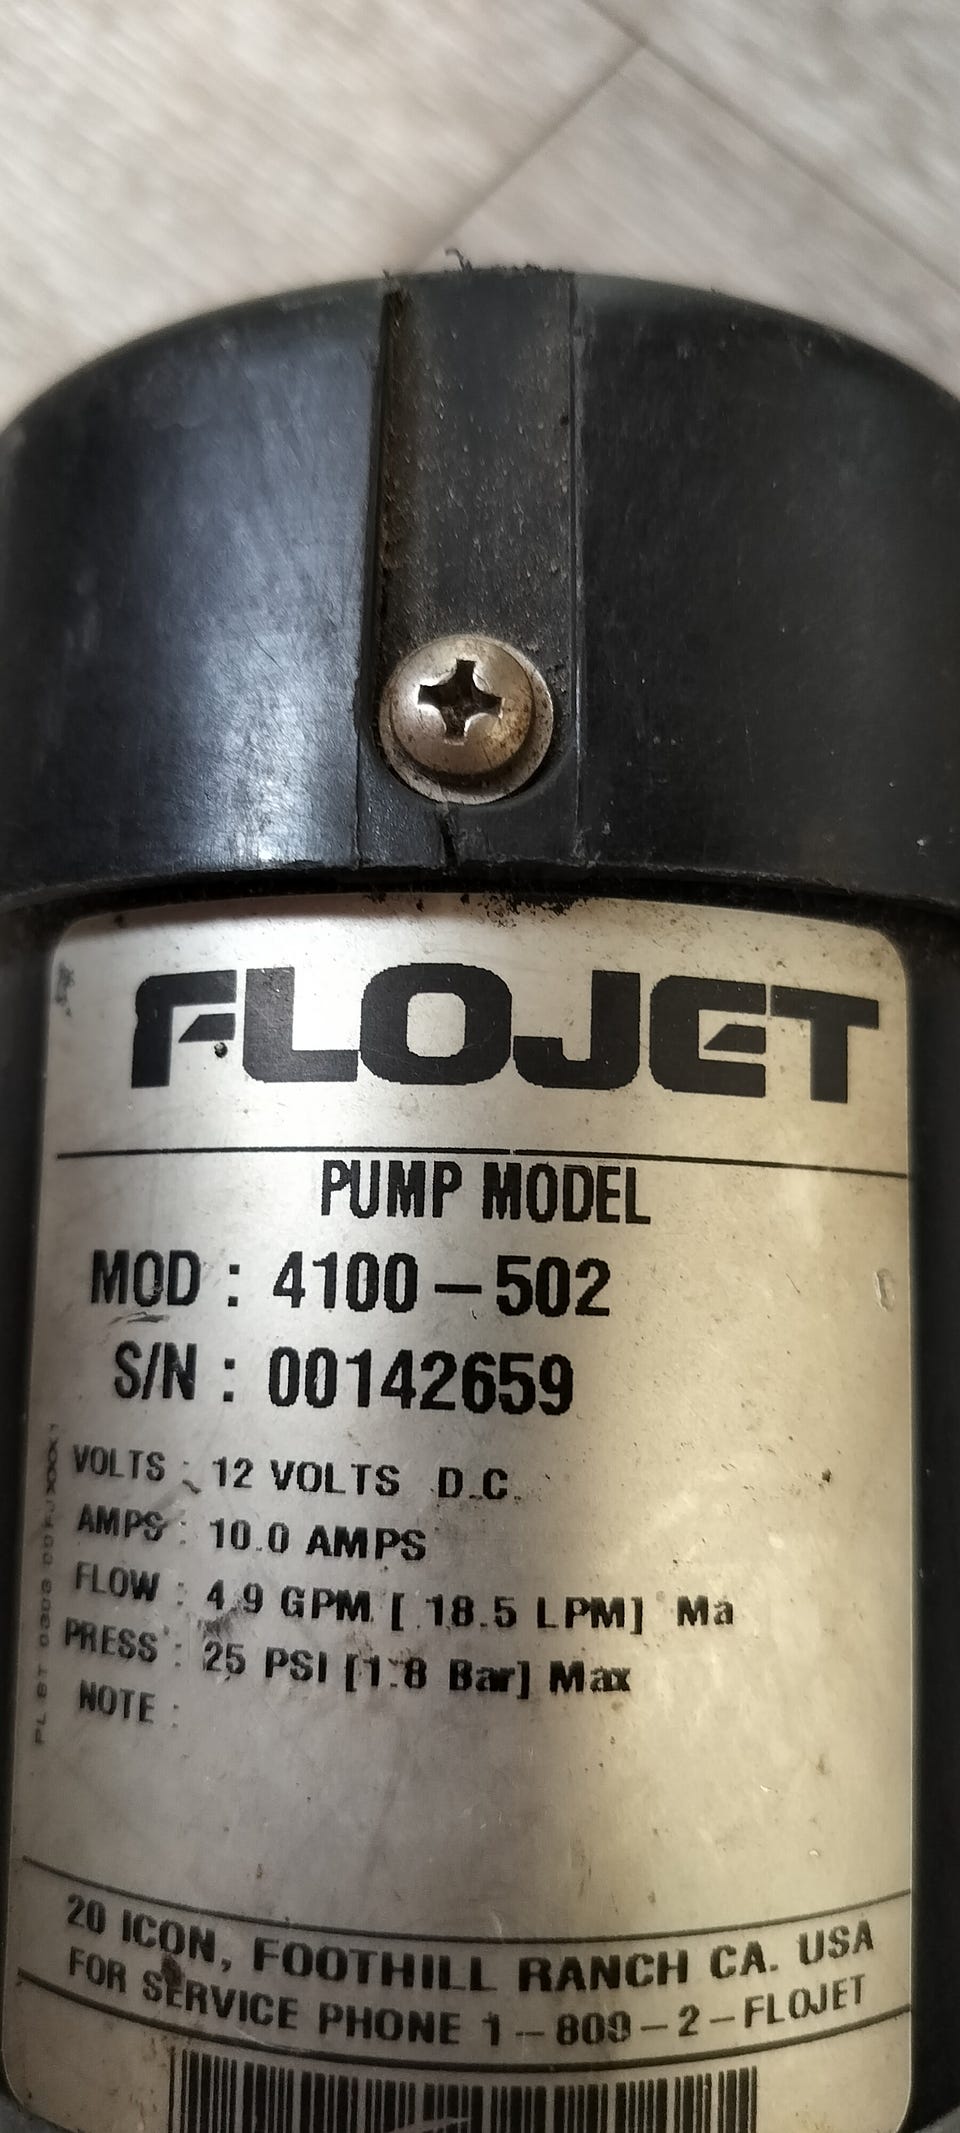 FLOJET
PUMP MODEL
MOD : 4100-502
S/N : 00142659
VOLTS : 12 VOLTS D.C.
AMPS : 10.0 AMPS
FLOW : 4.9 GPM [ 18.5 LPM] Ma
PRESS : 25 PSI [1.8 Bar] Max
NOTE :
20 ICON, FOOTHILL RANCH CA. USA
FOR SERVICE PHONE 1-800-2-FLOJET